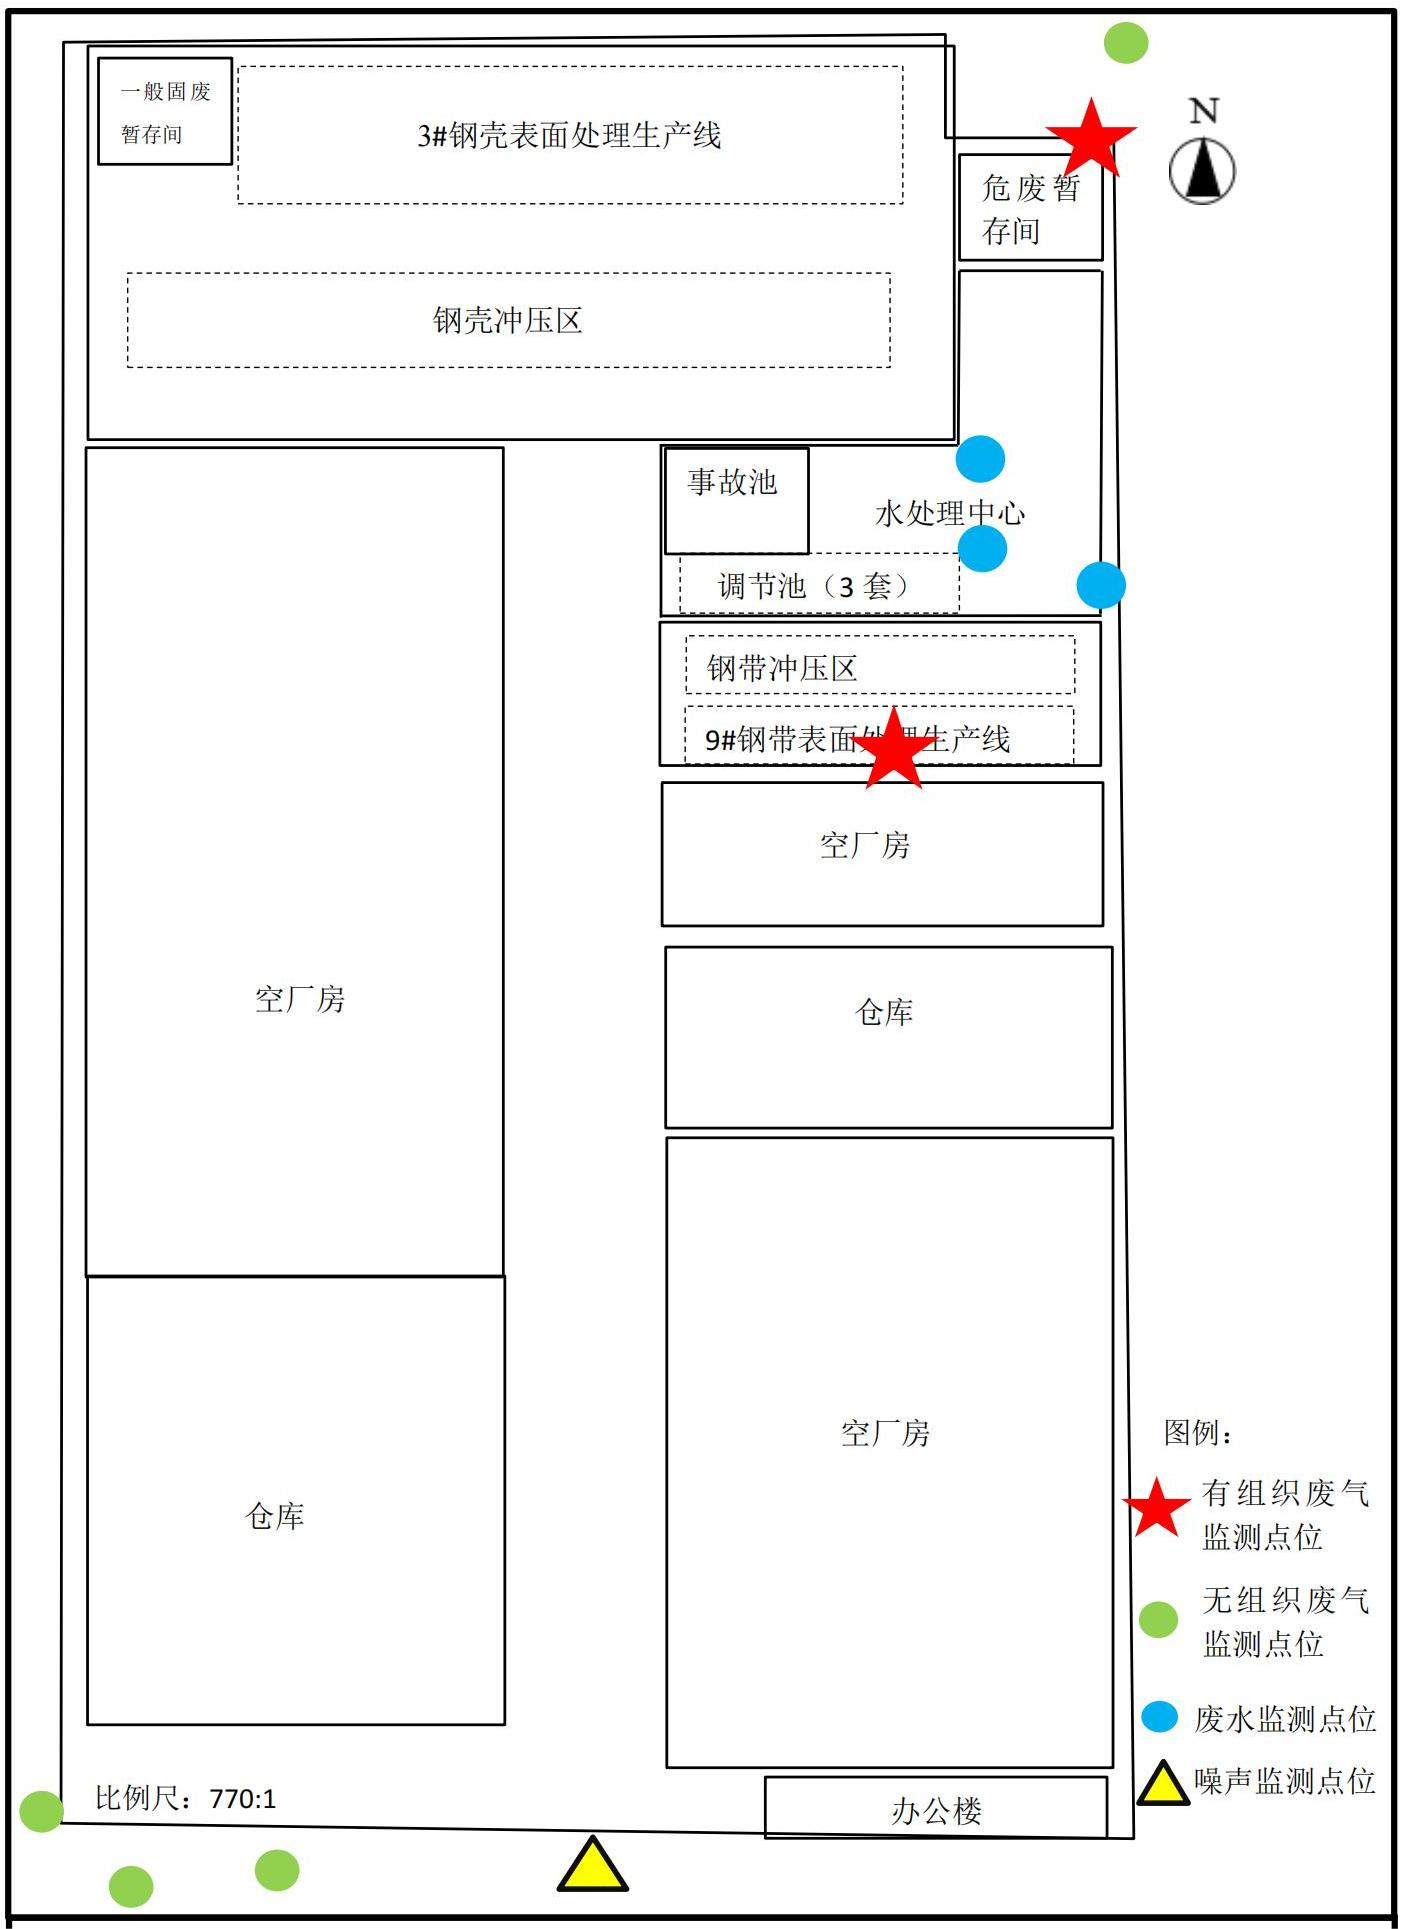 N
一般固废
暂存间
3#钢壳表面处理生产线
危废暂
存间
钢壳冲压区
事故池
水处理中心
调节池（3 套）
钢带冲压区
9#钢带表面处理生产线
空厂房
空厂房
仓库
空厂房
仓库
图例：
有组织废气
监测点位
无组织废气
监测点位
废水监测点位
噪声监测点位
比例尺：770:1
办公楼